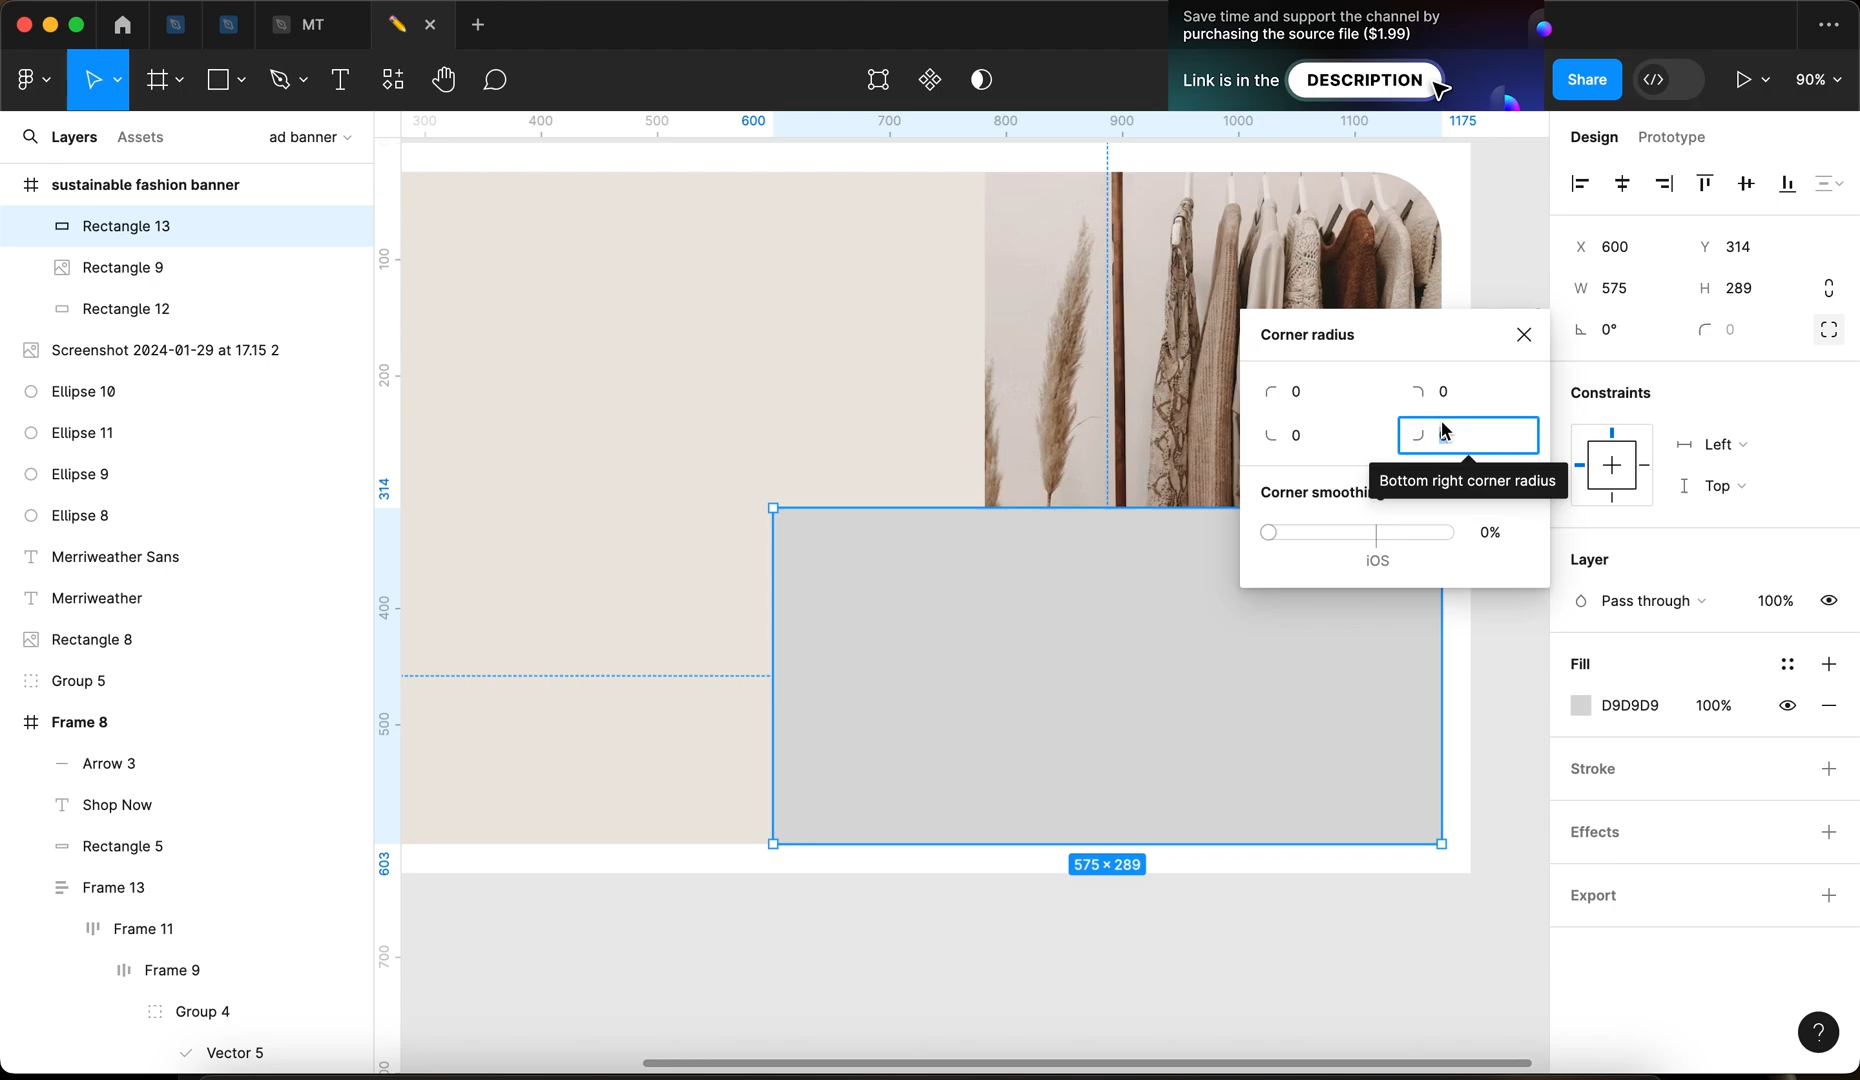 MT
Save time and support the channel by
purchasing the source file ($1.99)
Link is in the DESCRIPTION
Share
90%
Layers
Assets
ad banner
300
400
500
600
700
800
900
1000
1100
1175
Design
Prototype
sustainable fashion banner
Rectangle 13
Rectangle 9
Rectangle 12
Screenshot 2024-01-29 at 17.15 2
Ellipse 10
Ellipse 11
Ellipse 9
Ellipse 8
Merriweather Sans
Merriweather
Rectangle 8
Group 5
Frame 8
Arrow 3
Shop Now
Rectangle 5
Frame 13
Frame 11
Frame 9
Group 4
Vector 5
100
200
314
400
500
603
700
575 × 289
Corner radius
0
0
0
Bottom right corner radius
0%
iOS
X 600
Y 314
W 575
H 289
0°
0
Constraints
Left
Top
Layer
Pass through
100%
Fill
D9D9D9
100%
Stroke
Effects
Export
?